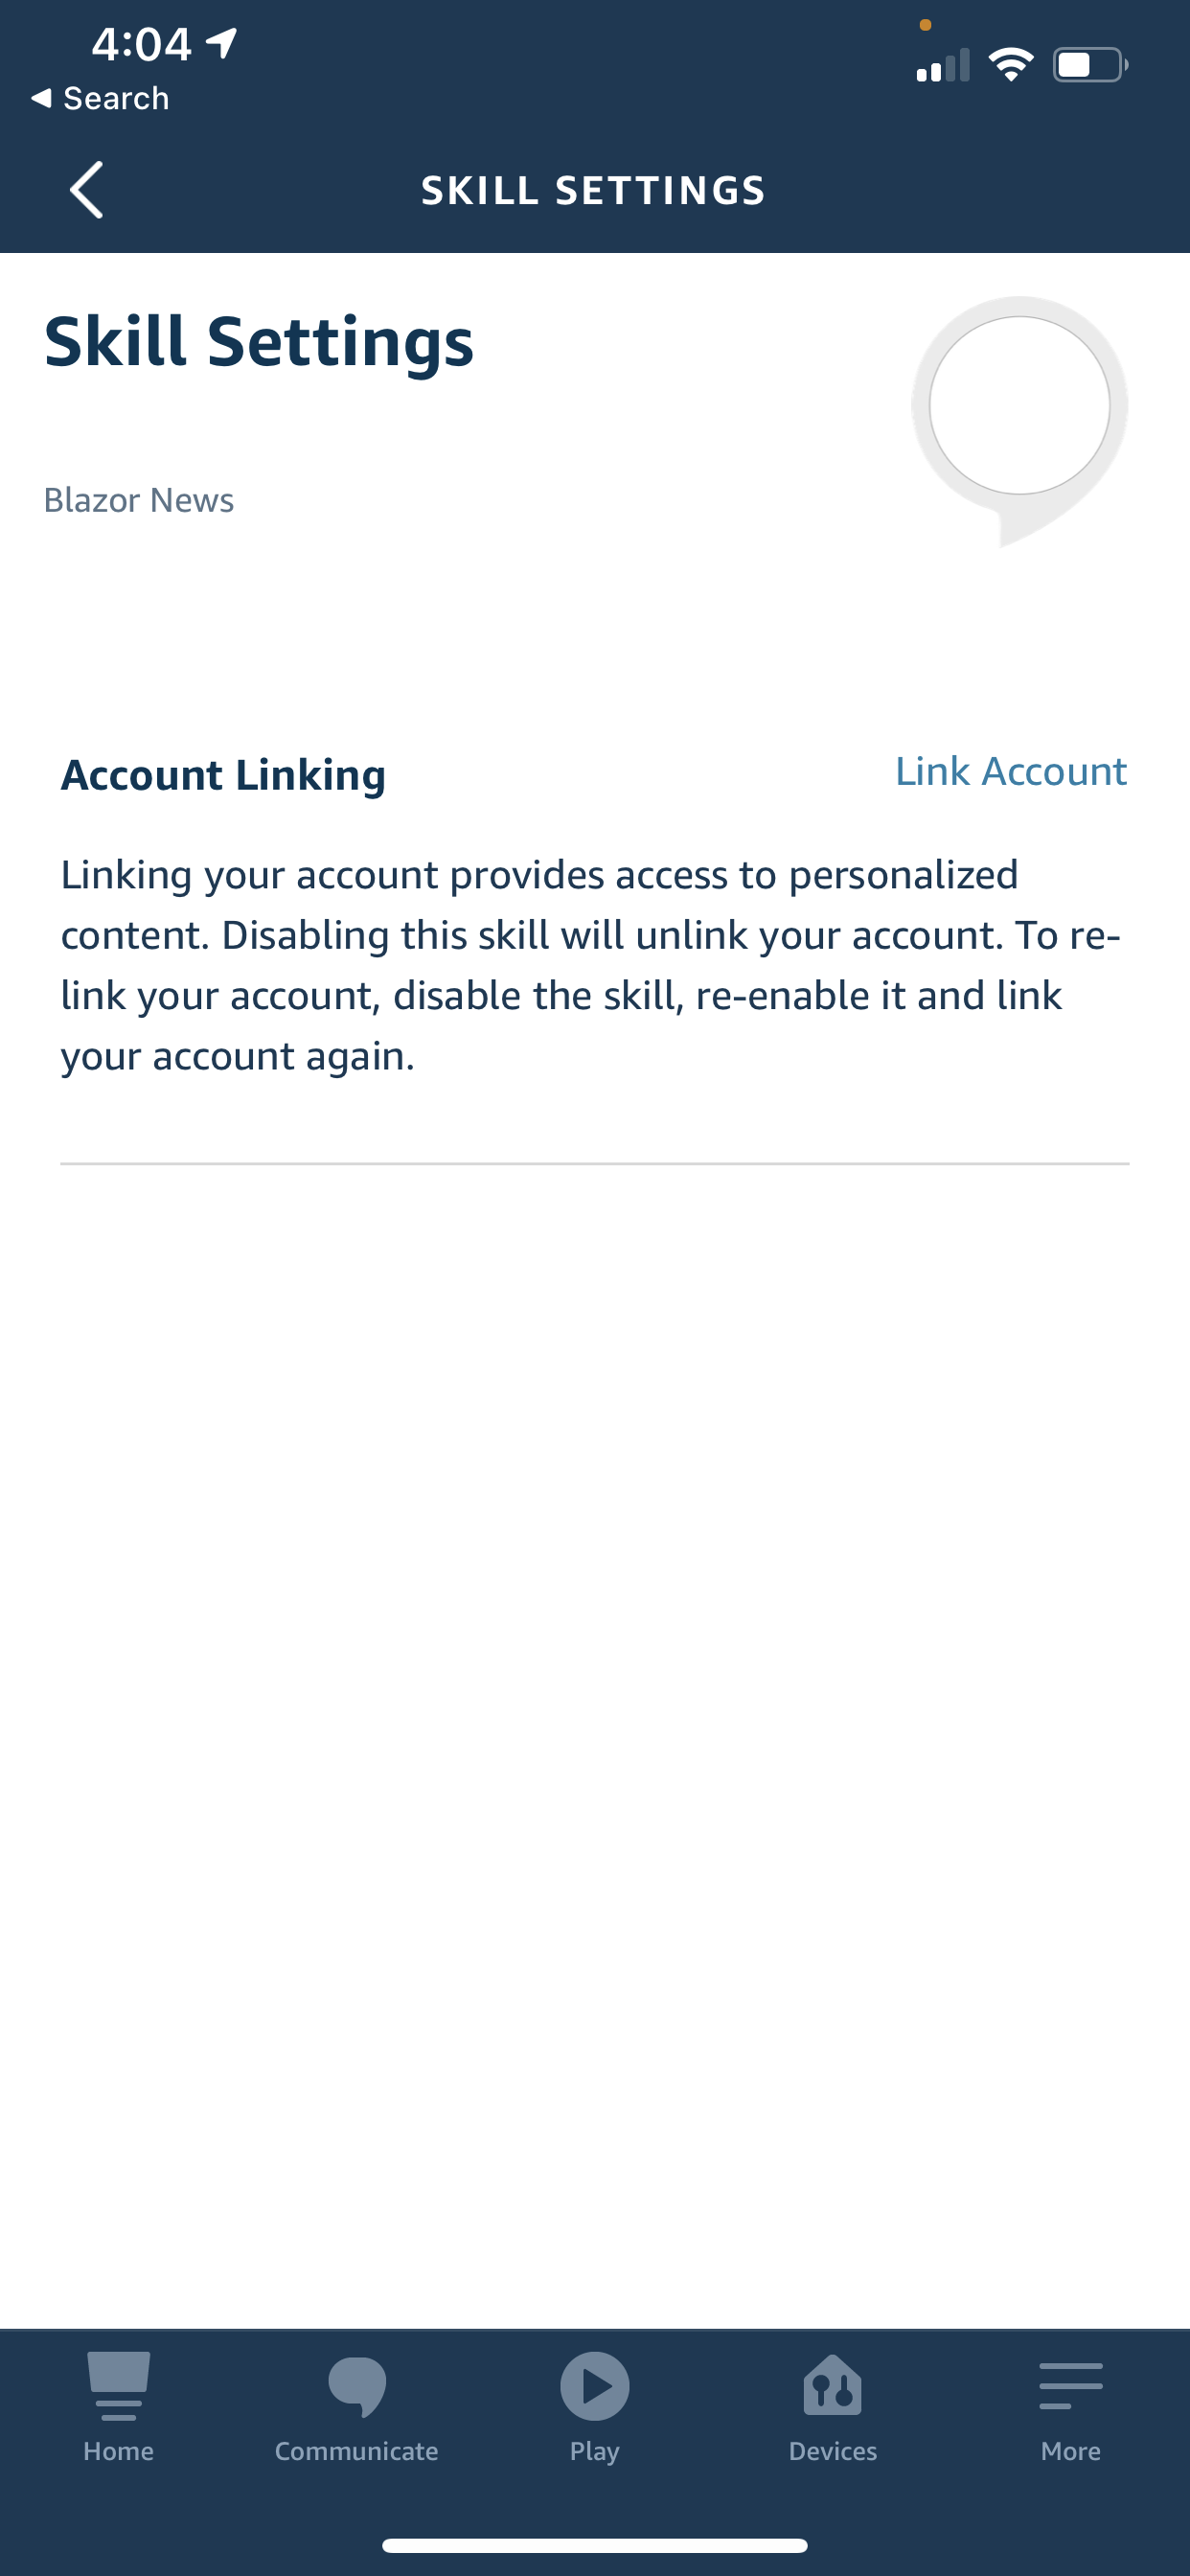 4:04
Search
SKILL SETTINGS
Skill Settings
Blazor News
Account Linking
Link Account
Linking your account provides access to personalized
content. Disabling this skill will unlink your account. To re-
link your account, disable the skill, re-enable it and link
your account again.
Home
Communicate
Play
Devices
More